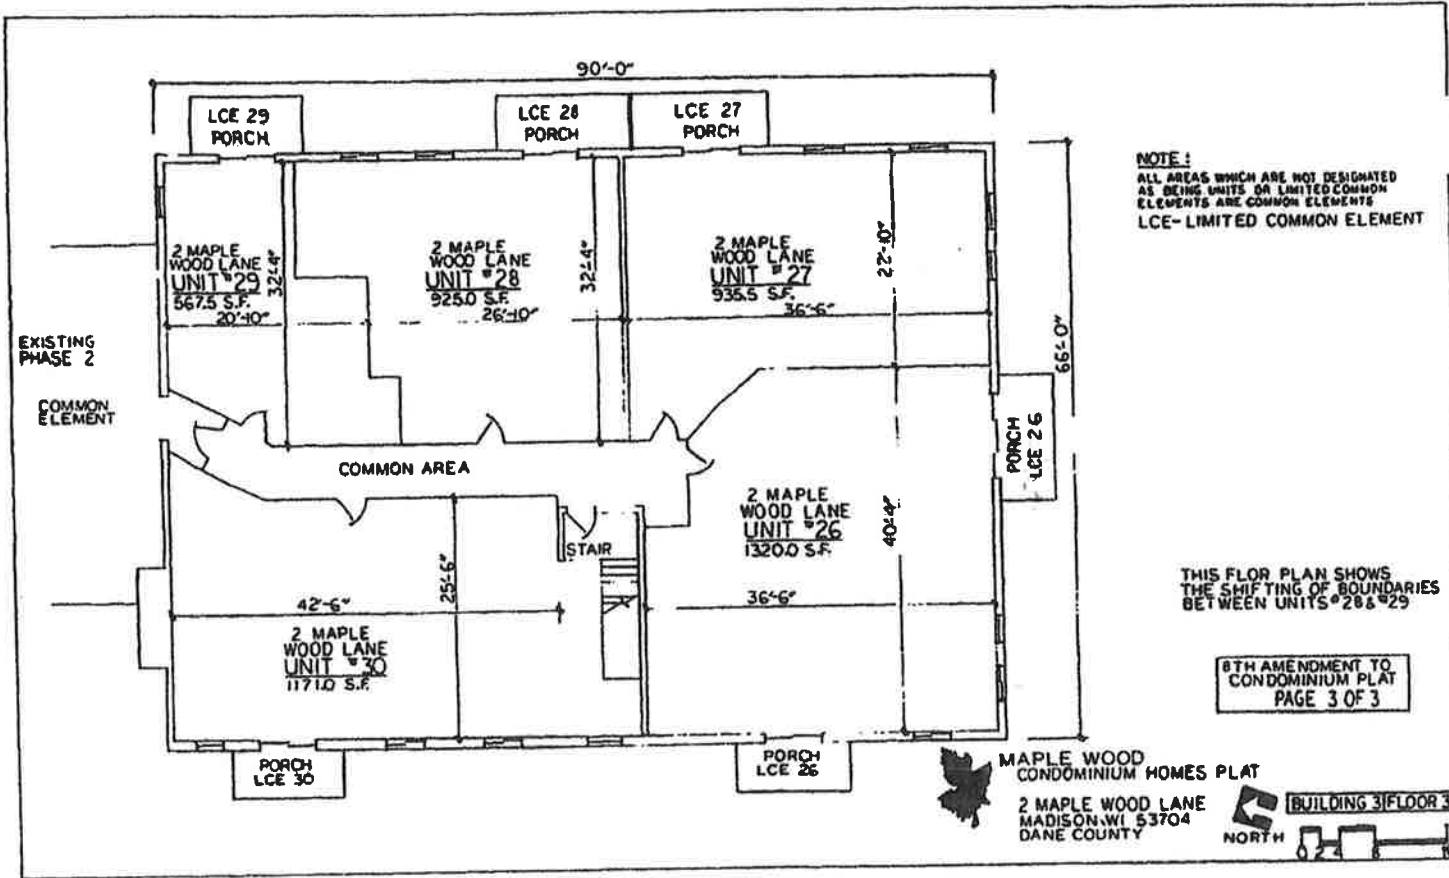 90'-0"
LCE 29
PORCH
LCE 28
PORCH
LCE 27
PORCH
NOTE:
ALL AREAS WHICH ARE NOT DESIGNATED
AS BEING UNITS OR LIMITED COMMON
ELEMENTS ARE COMMON ELEMENTS
LCE- LIMITED COMMON ELEMENT
2 MAPLE
WOOD LANE
UNIT #29
567.5 S.F.
20'-10"
32'-4"
2 MAPLE
WOOD LANE
UNIT #28
925.0 S.F.
26'-10"
32'-4"
2 MAPLE
WOOD LANE
UNIT #27
935.5 S.F.
36'-6"
66'-0"
EXISTING
PHASE 2
COMMON
ELEMENT
COMMON AREA
PORCH
LCE 26
2 MAPLE
WOOD LANE
UNIT #26
1320.0 S.F.
40'-4"
36'-6"
STAIR
25'-6"
42'-6"
2 MAPLE
WOOD LANE
UNIT #30
1171.0 S.F.
THIS FLOR PLAN SHOWS
THE SHIFTING OF BOUNDARIES
BETWEEN UNITS #28 & #29
8TH AMENDMENT TO
CONDOMINIUM PLAT
PAGE 3 OF 3
PORCH
LCE 30
PORCH
LCE 26
MAPLE WOOD
CONDOMINIUM HOMES PLAT
2 MAPLE WOOD LANE
MADISON, WI 53704
DANE COUNTY
NORTH
BUILDING 3 FLOOR 3
0 2 4 8